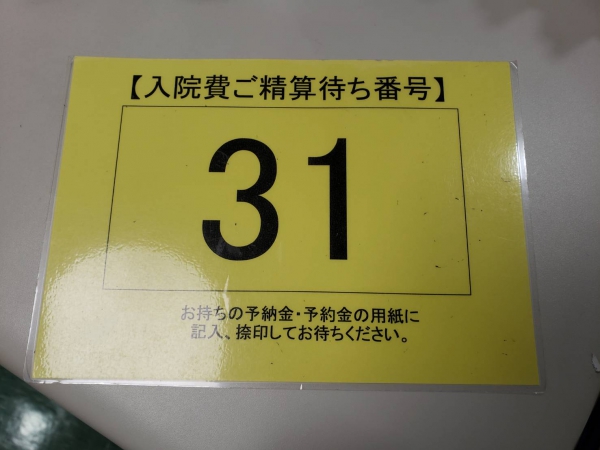 【入院費ご精算待ち番号】
31
お持ちの予納金・予約金の用紙に
記入、捺印してお待ちください。